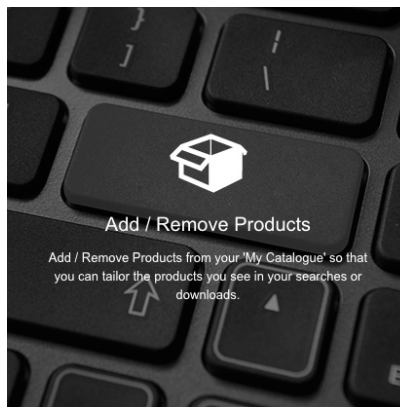 }
]
|
\
Add / Remove Products
Add / Remove Products from your 'My Catalogue' so that
you can tailor the products you see in your searches or
downloads.